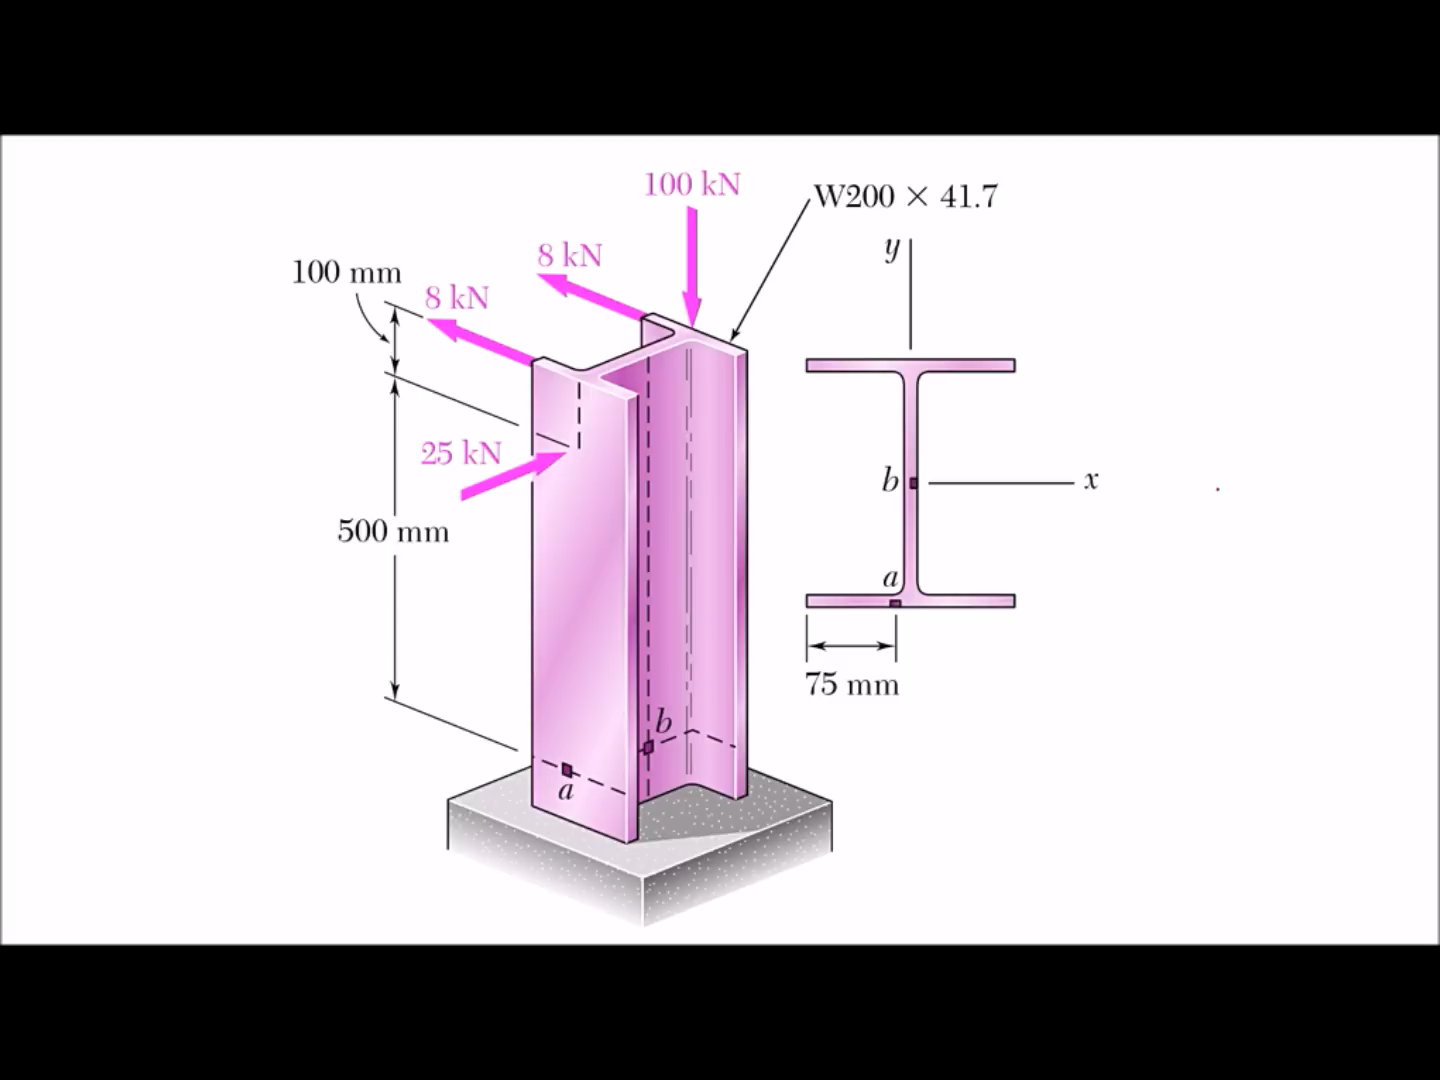 100 kN
W200 × 41.7
y
8 kN
100 mm
8 kN
25 kN
b
x
500 mm
a
75 mm
b
a